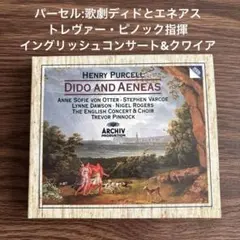 パーセル:歌劇ディドとエネアス
トレヴァー・ピノック指揮
イングリッシュコンサート&クワイア
HENRY PURCELL
DIDO AND AENEAS
ANNE SOFIE VON OTTER · STEPHEN VARCOE
LYNNE DAWSON · NIGEL ROGERS
THE ENGLISH CONCERT & CHOIR
TREVOR PINNOCK
ARCHIV
PRODUKTION